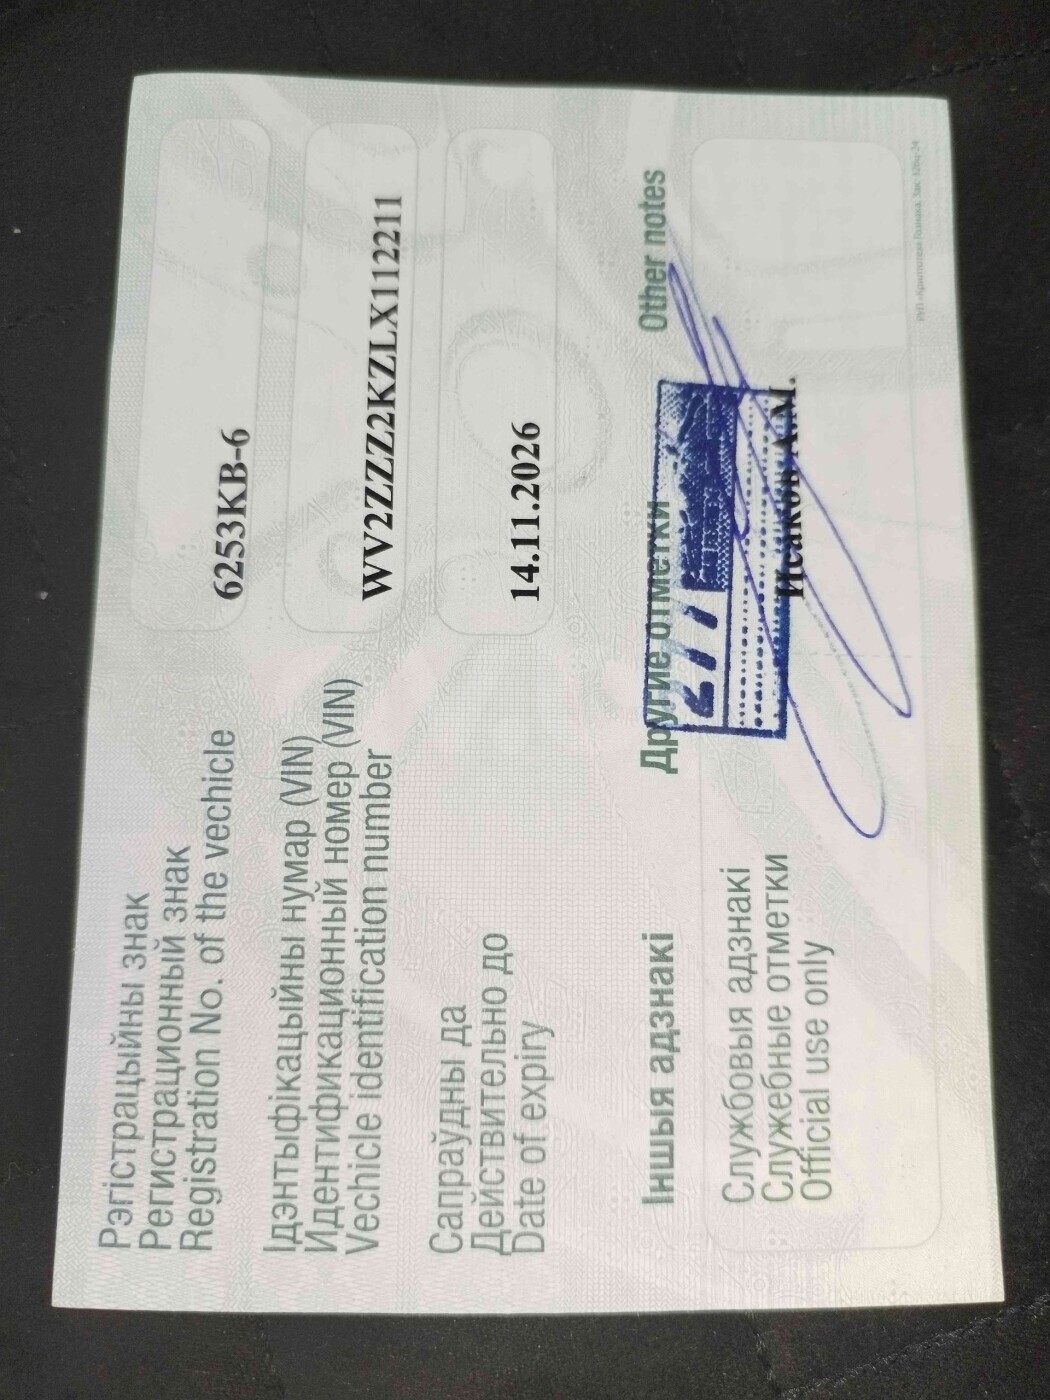 Рэгістрацыйны знак
Регистрационный знак
Registration No. of the vechicle
6253KB-6
Ідэнтыфікацыйны нумар (VIN)
Идентификационный номер (VIN)
Vechicle identification number
WV2ZZZ2KZLX112211
Сапраўдны да
Действительно до
Date of expiry
14.11.2026
Іншыя адзнакі
Другие отметки
Other notes
Службовыя адзнакі
Служебные отметки
Official use only
Исаков А.М.